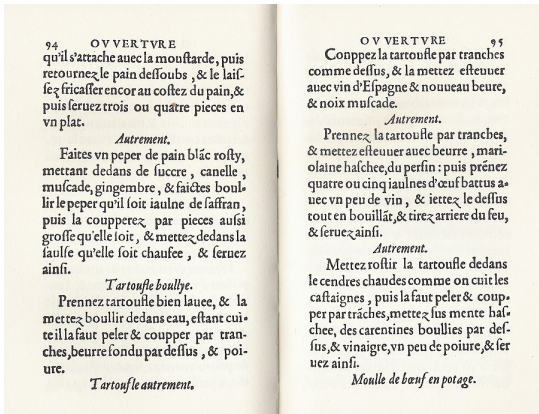 94 OVVERTVRE
qu'il s'attache auec la mouſtarde, puis
retournez le pain deſſoubs, & le laiſ-
ſez fricaſſer encor au coſtez du pain, &
puis ſeruez trois ou quatre pieces en
vn plat.
Autrement.
Faites vn peper de pain blãc roſty,
mettant dedans de ſuccre, canelle,
muſcade, gingembre, & faictes boul-
lir le peper qu'il ſoit iaulne de ſaffran,
puis la coupperez par pieces auſſi
groſſe qu'elle ſoit, & mettez dedans la
ſaulſe qu'elle ſoit chaufee, & ſeruez
ainſi.
Tartoufle boullye.
Prennez tartoufle bien lauee, & la
mettez boullir dedans eau, eſtant cui-
te il la faut peler & coupper par tran-
ches, beurre fondu par deſſus, & poi-
ure.
Tartoufle autrement.
OVVERTVRE 95
Couppez la tartoufle par tranches
comme deſſus, & la mettez eſteuuer
auec vin d'Eſpagne & nouueau beure,
& noix muſcade.
Autrement.
Prennez la tartoufle par tranches,
& mettez eſteuuer auec beurre, mari-
olaine haſchee, du perſin: puis prẽnez
quatre ou cinq iaulnes d'œuf battus a-
uec vn peu de vin, & iettez le deſſus
tout en bouillãt, & tirez arriere du feu,
& ſeruez ainſi.
Autrement.
Mettez roſtir la tartoufle dedans
le cendres chaudes comme on cuit les
caſtaignes, puis la faut peler & coup-
per par trãches, mettez ſus mente haſ-
chee, des carentines boullies par deſ-
ſus, & vinaigre, vn peu de poiure, & ſer
uez ainſi.
Moulle de bœuf en potage.